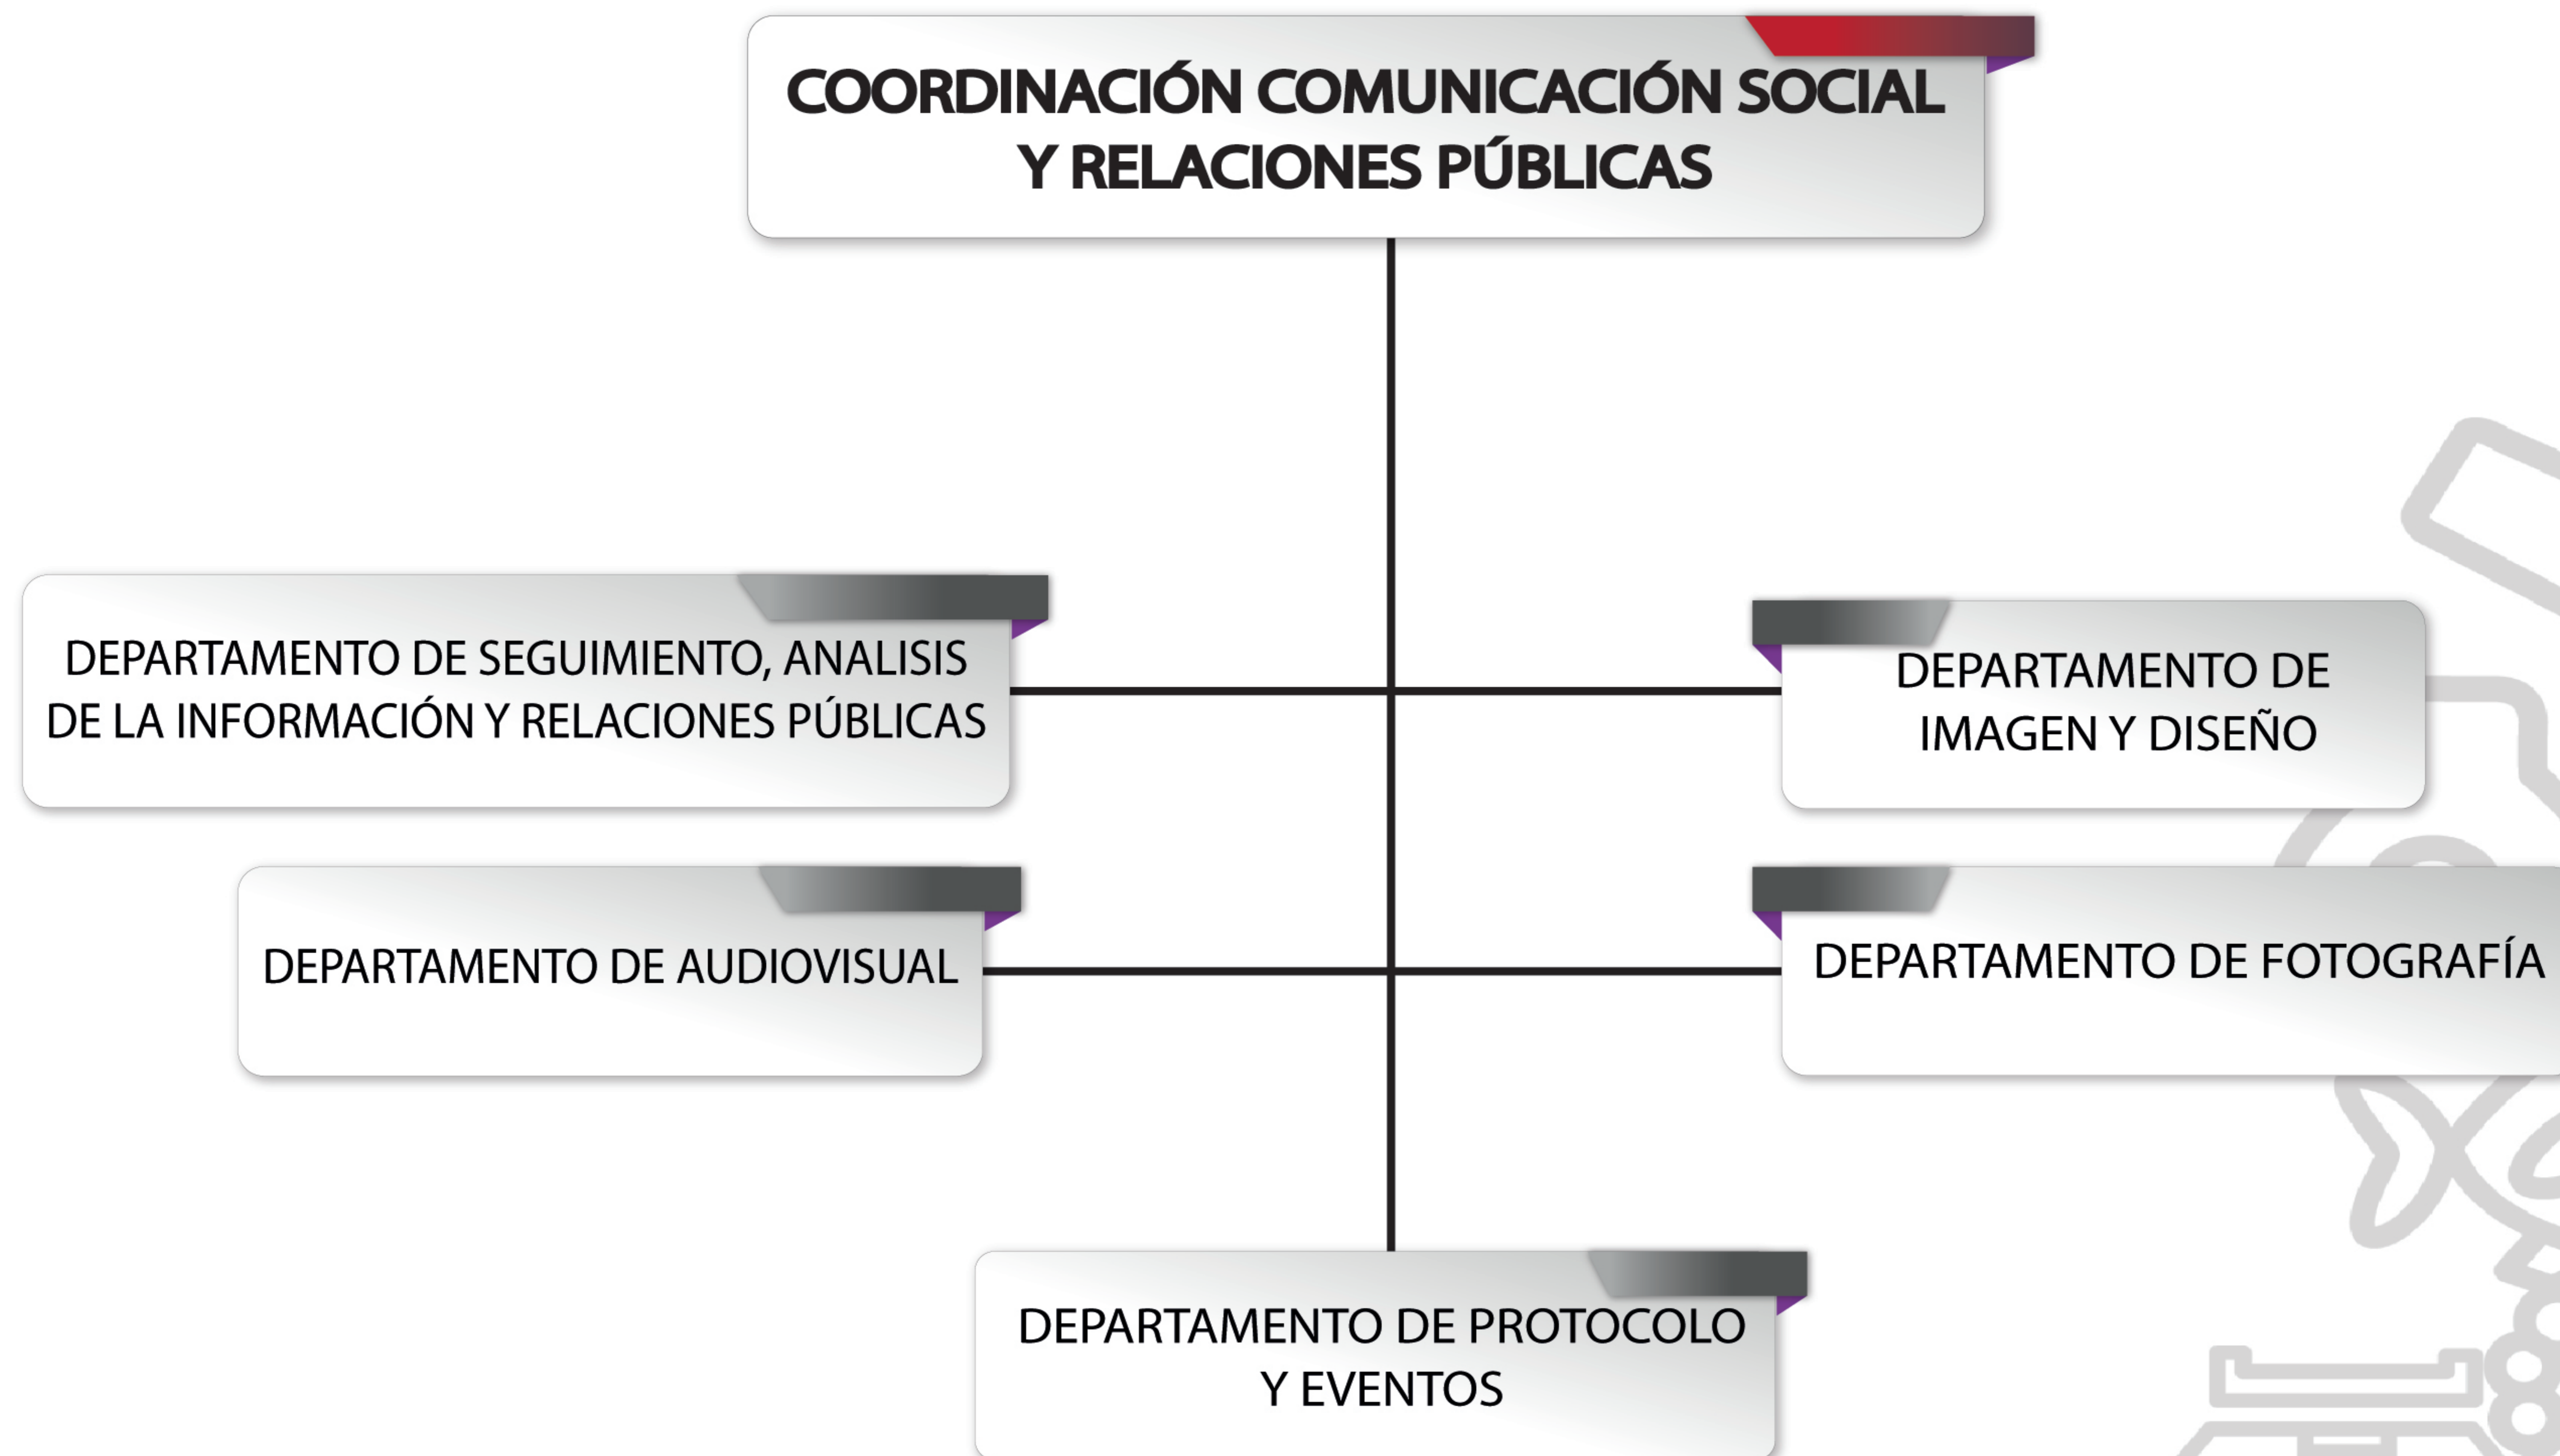 COORDINACIÓN COMUNICACIÓN SOCIAL
Y RELACIONES PÚBLICAS
DEPARTAMENTO DE SEGUIMIENTO, ANALISIS
DE LA INFORMACIÓN Y RELACIONES PÚBLICAS
DEPARTAMENTO DE
IMAGEN Y DISEÑO
DEPARTAMENTO DE AUDIOVISUAL
DEPARTAMENTO DE FOTOGRAFÍA
DEPARTAMENTO DE PROTOCOLO
Y EVENTOS